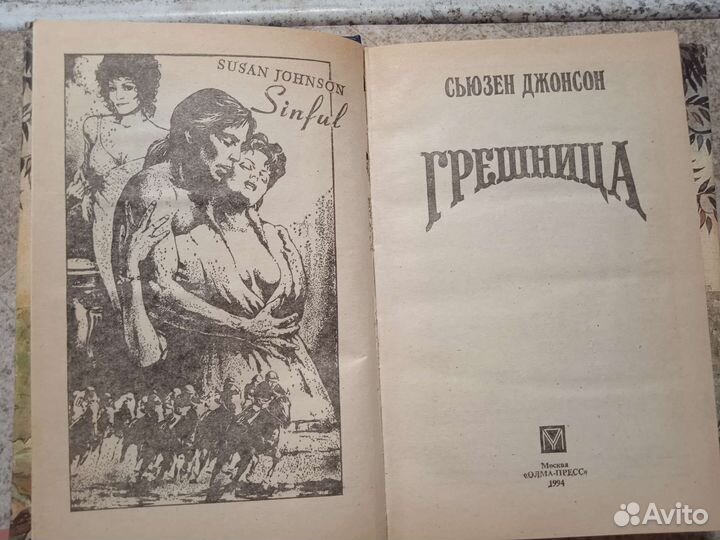 SUSAN JOHNSON
Sinful
СЬЮЗЕН ДЖОНСОН
ГРЕШНИЦА
Москва
«ОЛМА-ПРЕСС»
1994
Avito